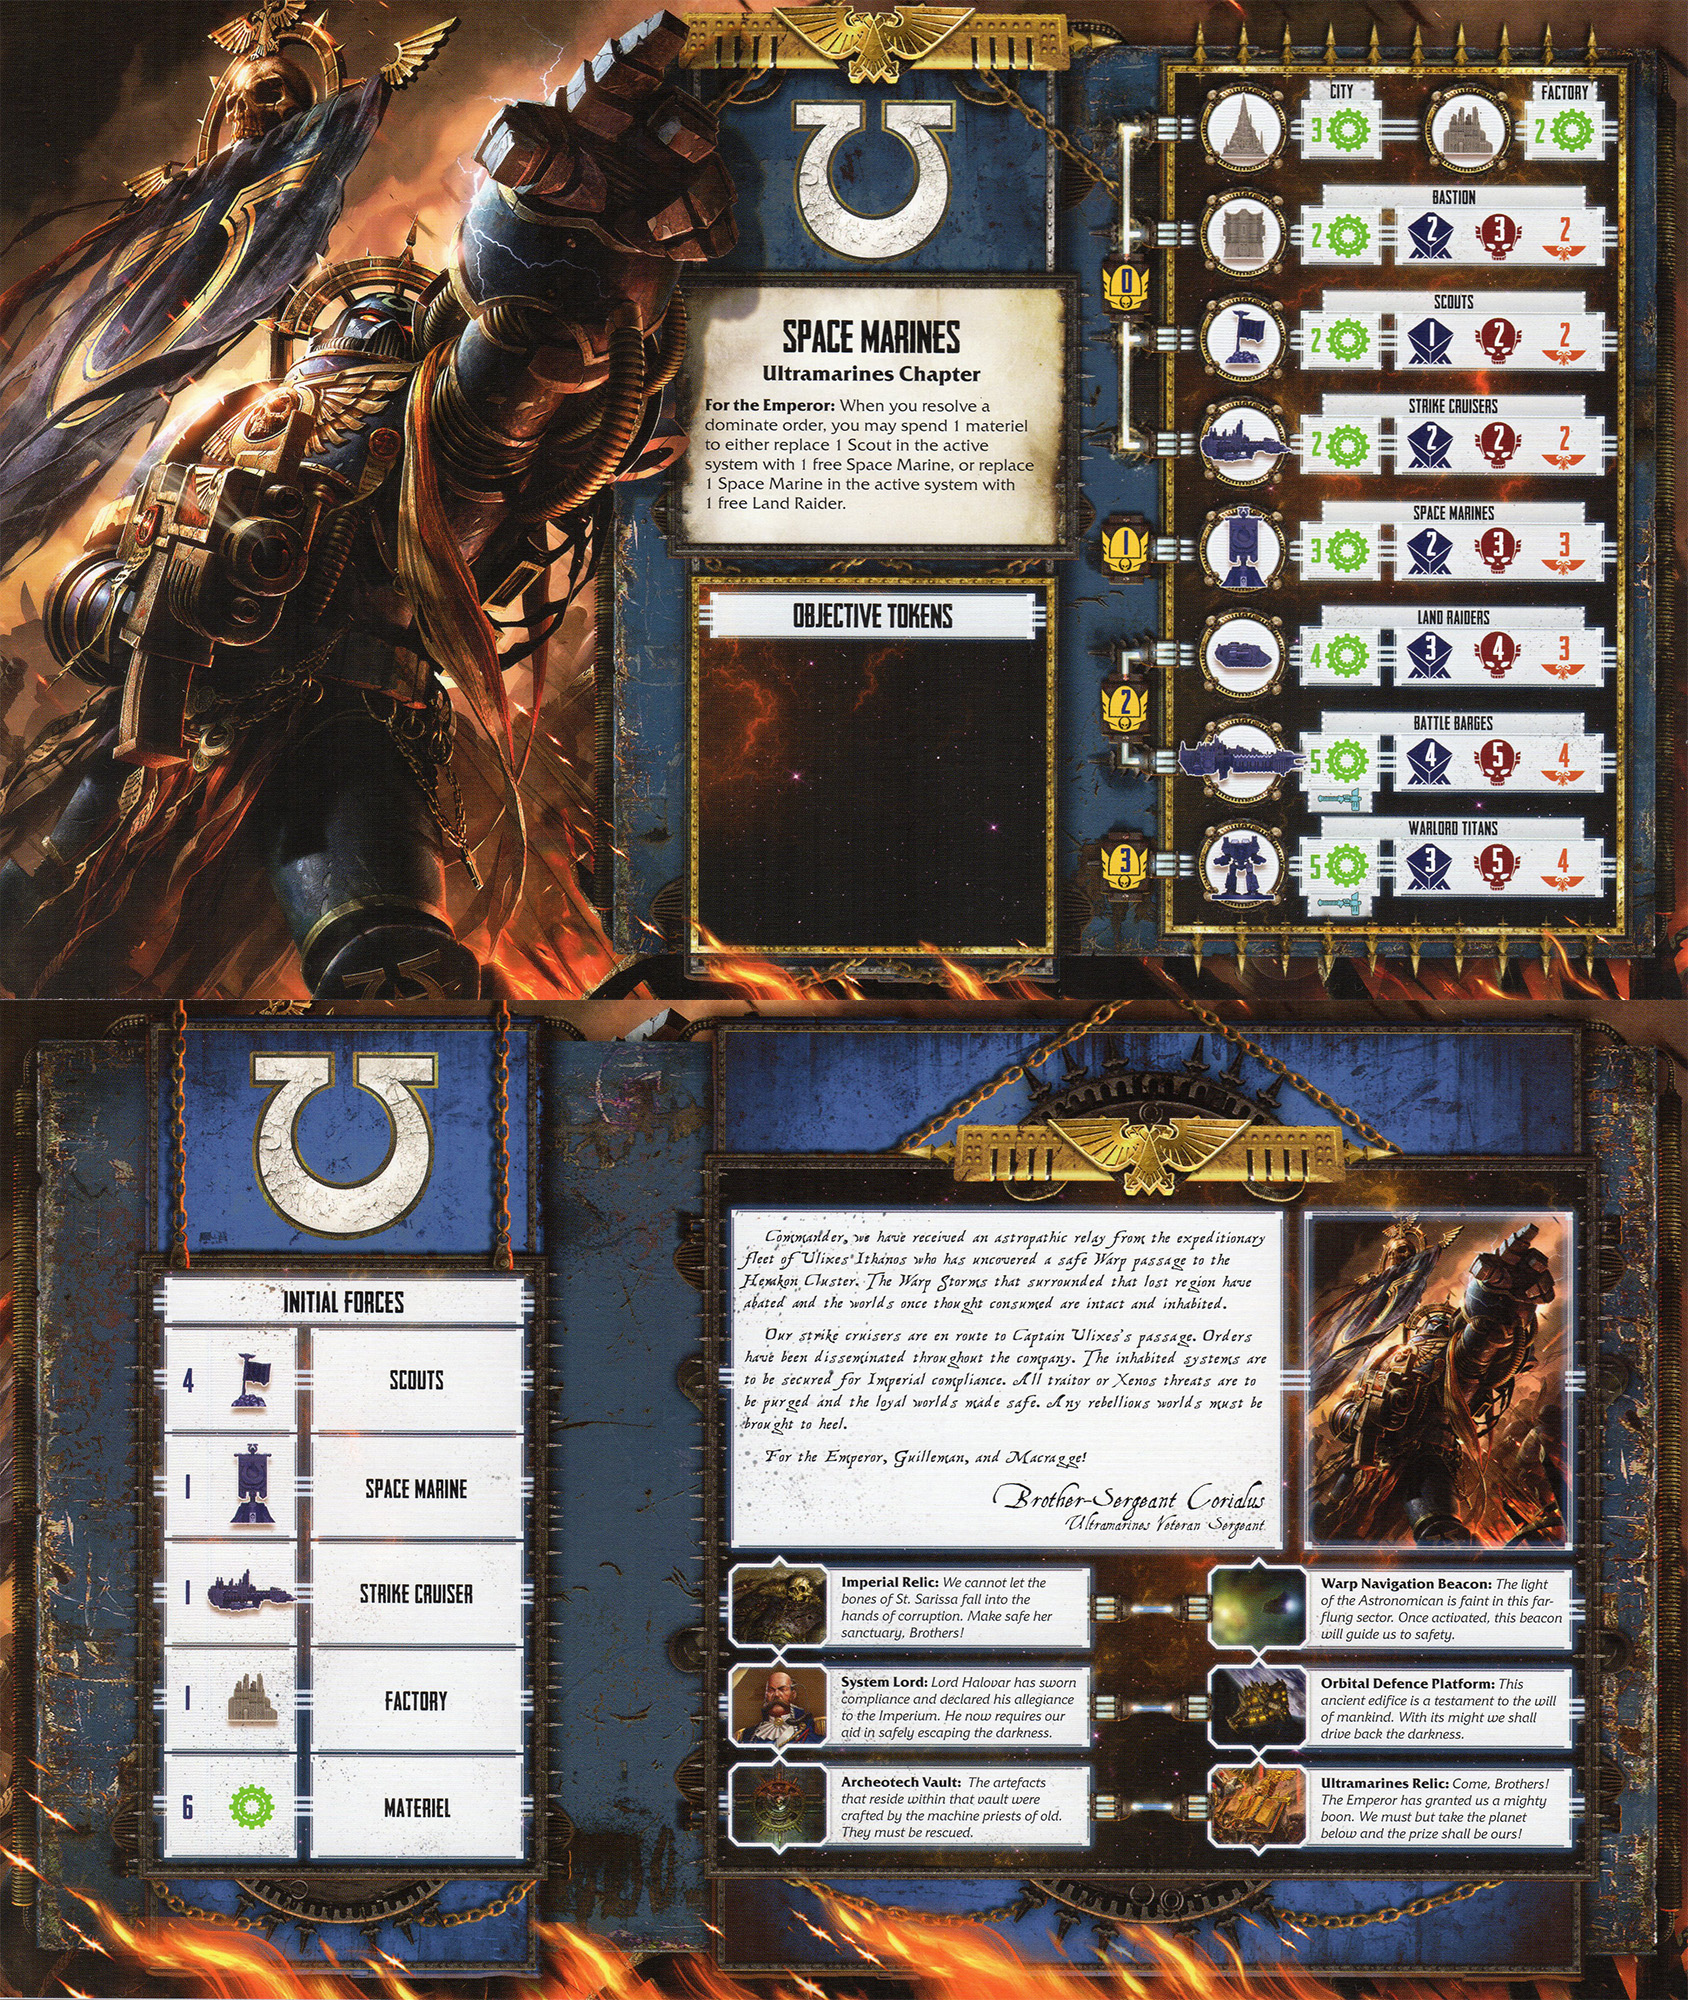 SPACE MARINES
Ultramarines Chapter
For the Emperor: When you resolve a
dominate order, you may spend 1 materiel
to either replace 1 Scout in the active
system with 1 free Space Marine, or replace
1 Space Marine in the active system with
1 free Land Raider.
OBJECTIVE TOKENS
0
1
2
3
CITY
3
FACTORY
2
BASTION
2 2 3 2
SCOUTS
2 1 2 2
STRIKE CRUISERS
2 2 2 2
SPACE MARINES
3 2 3 3
LAND RAIDERS
4 3 4 3
BATTLE BARGES
5 4 5 4
WARLORD TITANS
5 3 5 4
INITIAL FORCES
4 SCOUTS
1 SPACE MARINE
1 STRIKE CRUISER
1 FACTORY
6 MATERIEL
Commander, we have received an astropathic relay from the expeditionary
fleet of Ulixes Ithanos who has uncovered a safe Warp passage to the
Herakon Cluster. The Warp Storms that surrounded that lost region have
abated and the worlds once thought consumed are intact and inhabited.
Our strike cruisers are en route to Captain Ulixes's passage. Orders
have been disseminated throughout the company. The inhabited systems are
to be secured for Imperial compliance. All traitor or Xenos threats are to
be purged and the loyal worlds made safe. Any rebellious worlds must be
brought to heel.
For the Emperor, Guilleman, and Macragge!
Brother-Sergeant Corialus
Ultramarines Veteran Sergeant
Imperial Relic: We cannot let the
bones of St. Sarissa fall into the
hands of corruption. Make safe her
sanctuary, Brothers!
System Lord: Lord Halovar has sworn
compliance and declared his allegiance
to the Imperium. He now requires our
aid in safely escaping the darkness.
Archeotech Vault: The artefacts
that reside within that vault were
crafted by the machine priests of old.
They must be rescued.
Warp Navigation Beacon: The light
of the Astronomican is faint in this far-
flung sector. Once activated, this beacon
will guide us to safety.
Orbital Defence Platform: This
ancient edifice is a testament to the will
of mankind. With its might we shall
drive back the darkness.
Ultramarines Relic: Come, Brothers!
The Emperor has granted us a mighty
boon. We must but take the planet
below and the prize shall be ours!